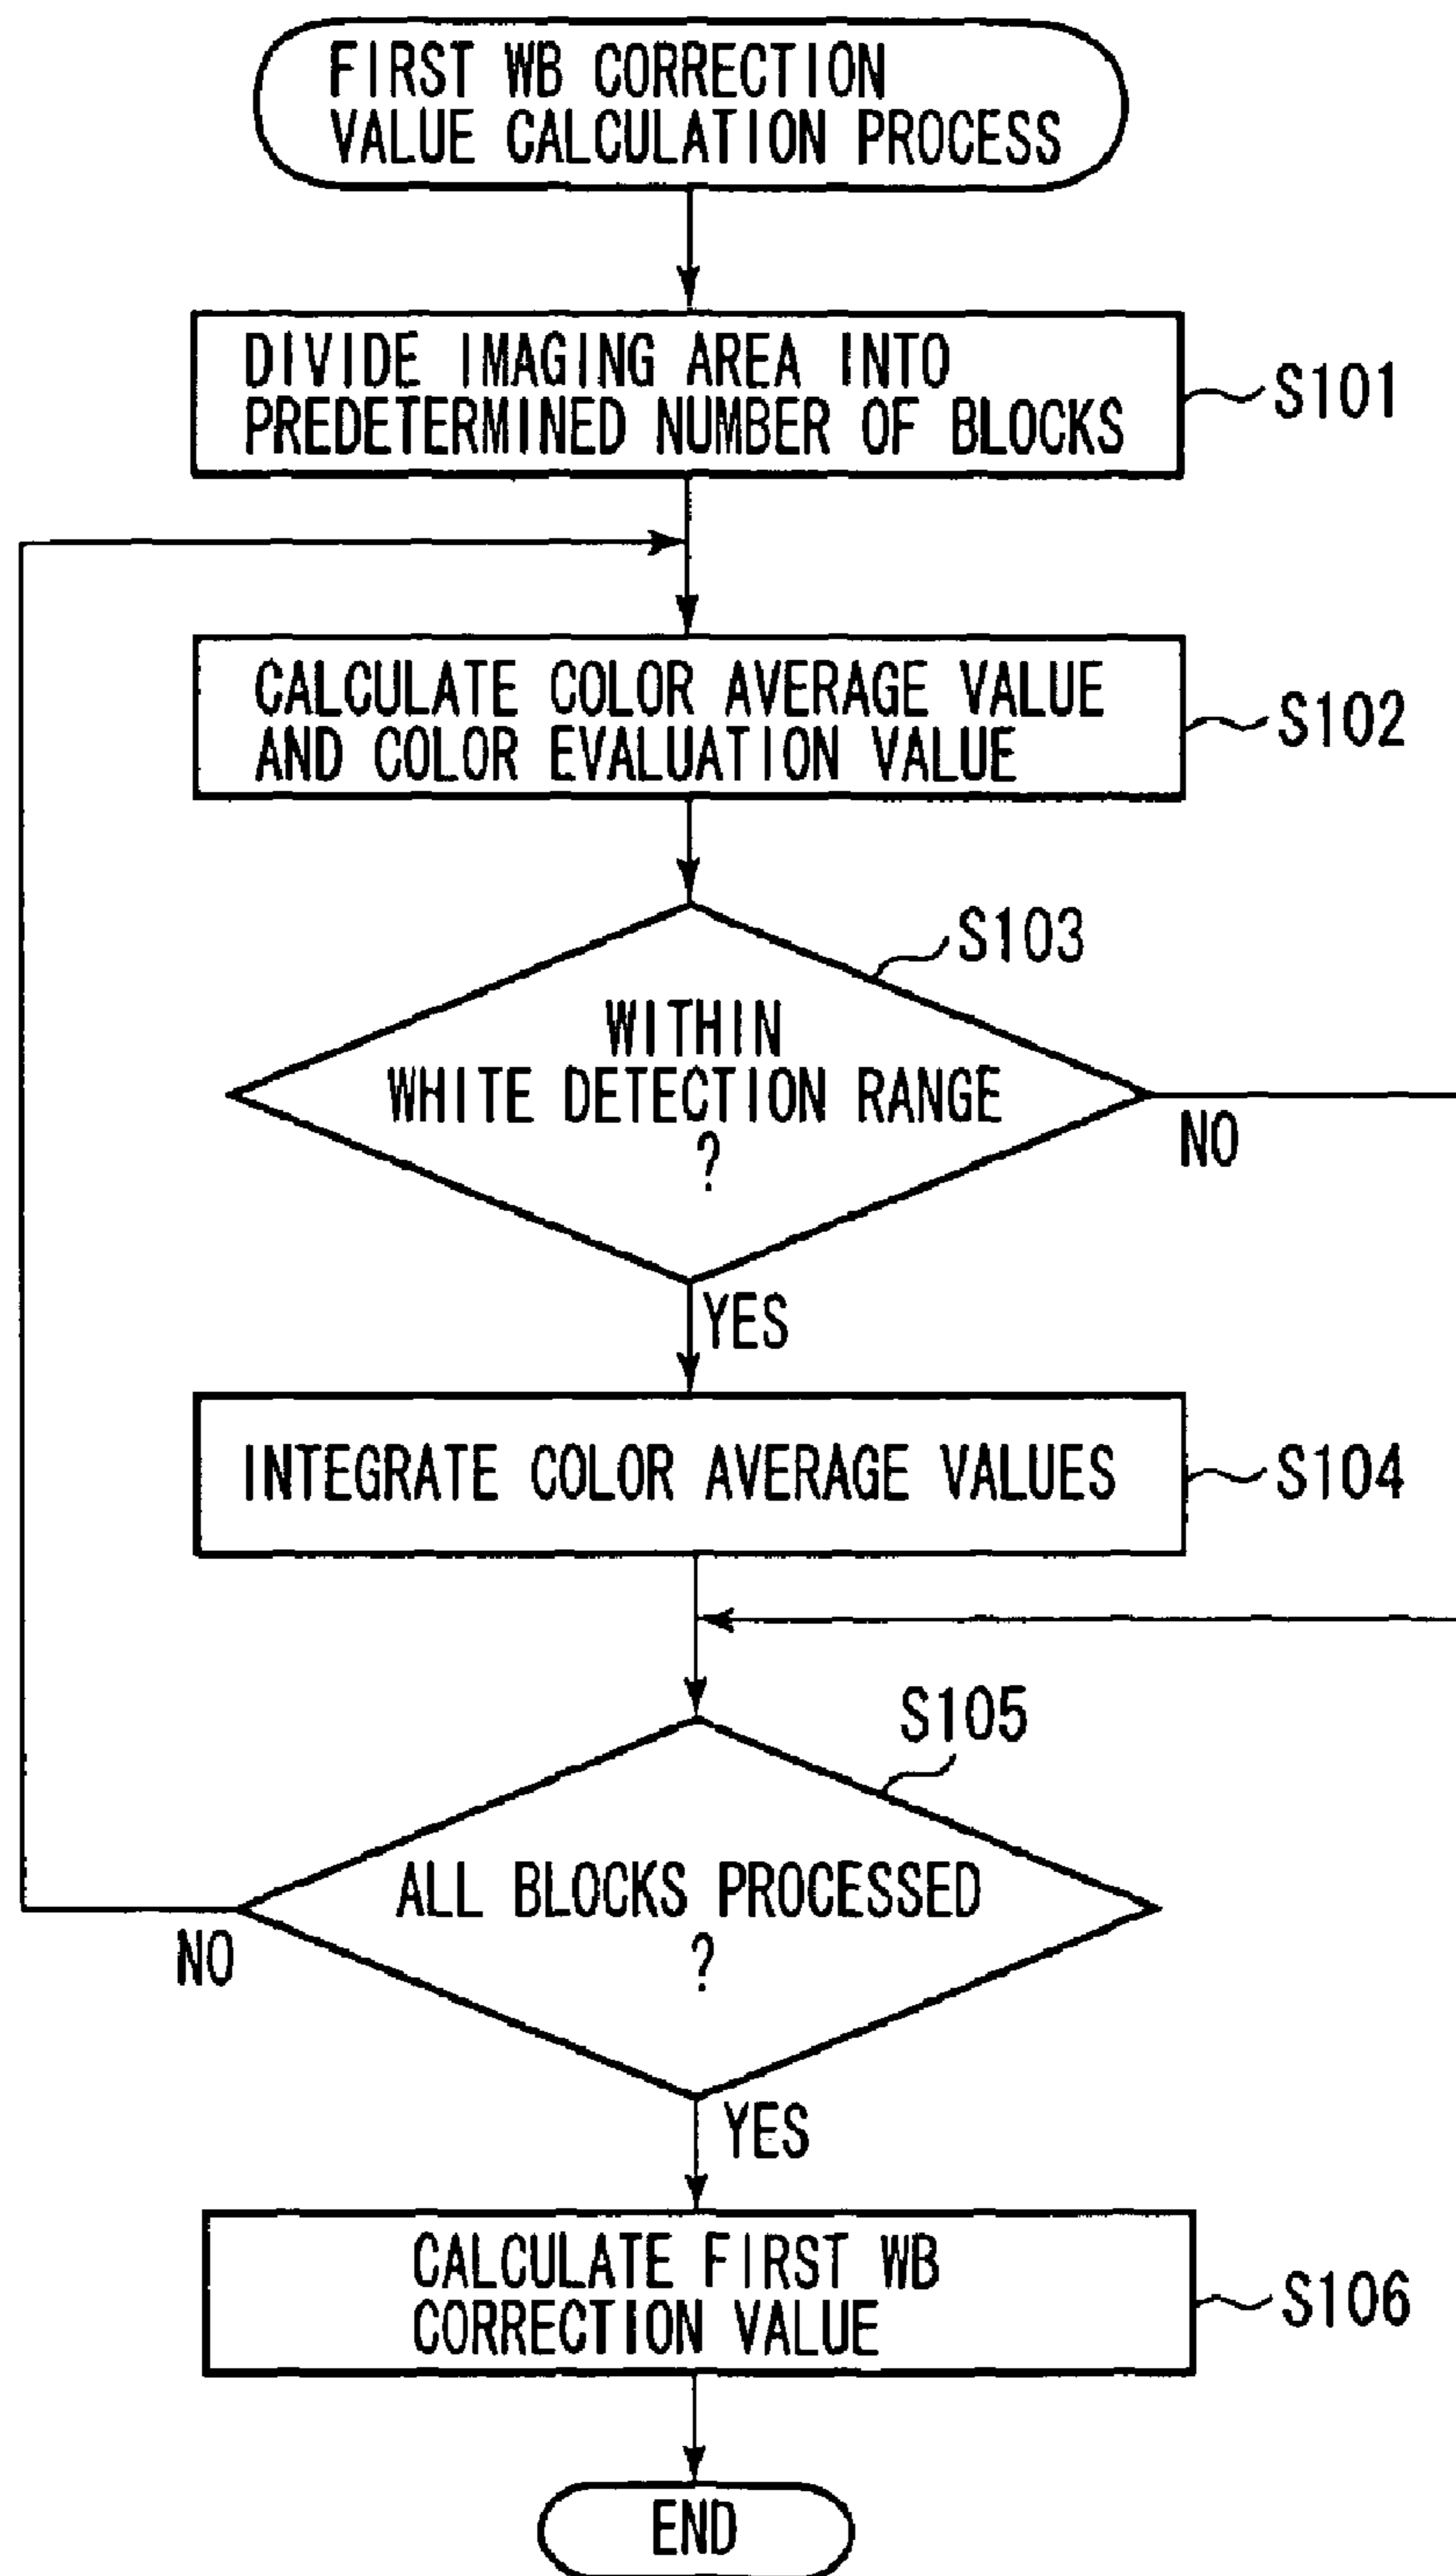 FIRST WB CORRECTION
VALUE CALCULATION PROCESS
DIVIDE IMAGING AREA INTO
PREDETERMINED NUMBER OF BLOCKS
S101
CALCULATE COLOR AVERAGE VALUE
AND COLOR EVALUATION VALUE
S102
S103
WITHIN
WHITE DETECTION RANGE
?
NO
YES
INTEGRATE COLOR AVERAGE VALUES
S104
S105
ALL BLOCKS PROCESSED
?
NO
YES
CALCULATE FIRST WB
CORRECTION VALUE
S106
END